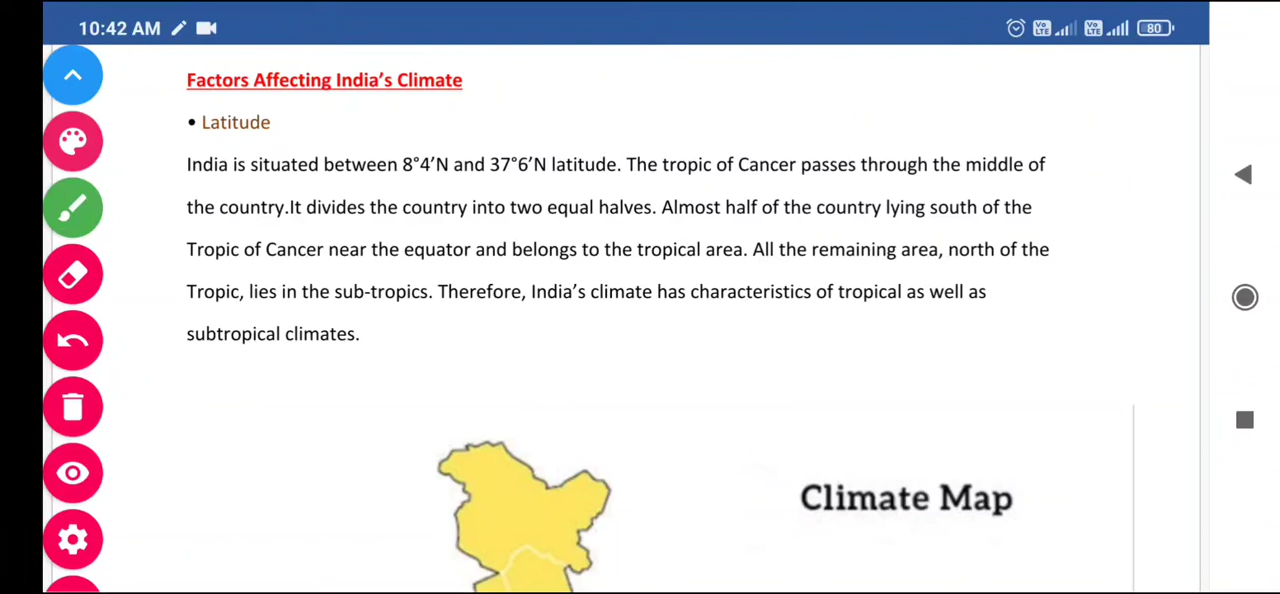 10:42 AM
80
Factors Affecting India's Climate
• Latitude
India is situated between 8°4'N and 37°6'N latitude. The tropic of Cancer passes through the middle of
the country.It divides the country into two equal halves. Almost half of the country lying south of the
Tropic of Cancer near the equator and belongs to the tropical area. All the remaining area, north of the
Tropic, lies in the sub-tropics. Therefore, India's climate has characteristics of tropical as well as
subtropical climates.
Climate Map